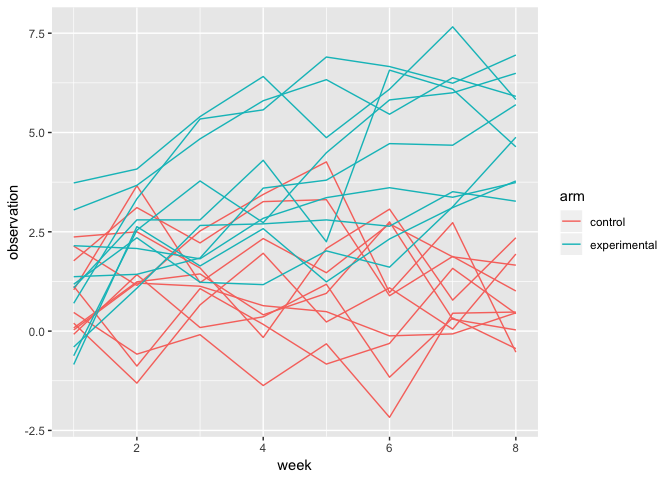 7.5
5.0
2.5
0.0
-2.5
observation
2
4
6
8
week
arm
control
experimental